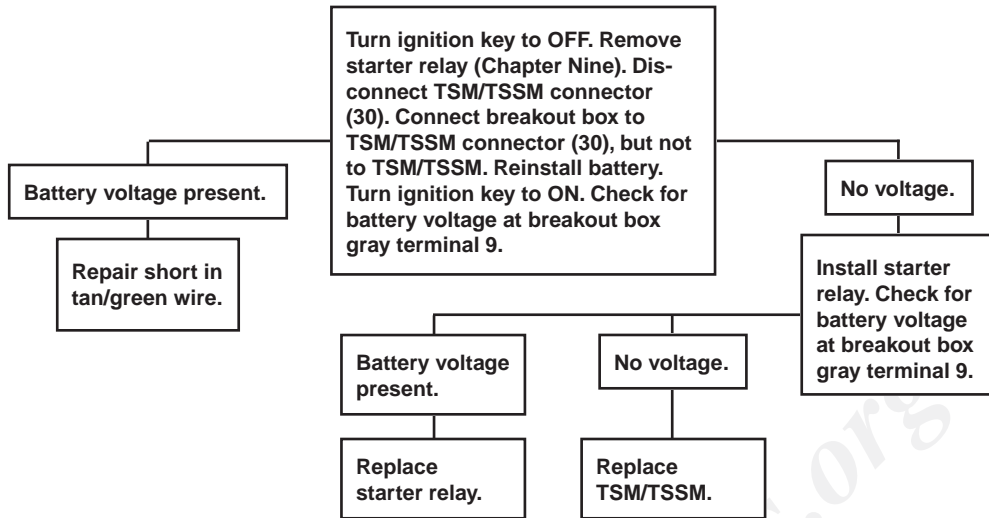 Turn ignition key to OFF. Remove
starter relay (Chapter Nine). Dis-
connect TSM/TSSM connector
(30). Connect breakout box to
TSM/TSSM connector (30), but not
to TSM/TSSM. Reinstall battery.
Turn ignition key to ON. Check for
battery voltage at breakout box
gray terminal 9.
Battery voltage present.
Repair short in
tan/green wire.
No voltage.
Install starter
relay. Check for
battery voltage
at breakout box
gray terminal 9.
Battery voltage
present.
Replace
starter relay.
No voltage.
Replace
TSM/TSSM.
.org